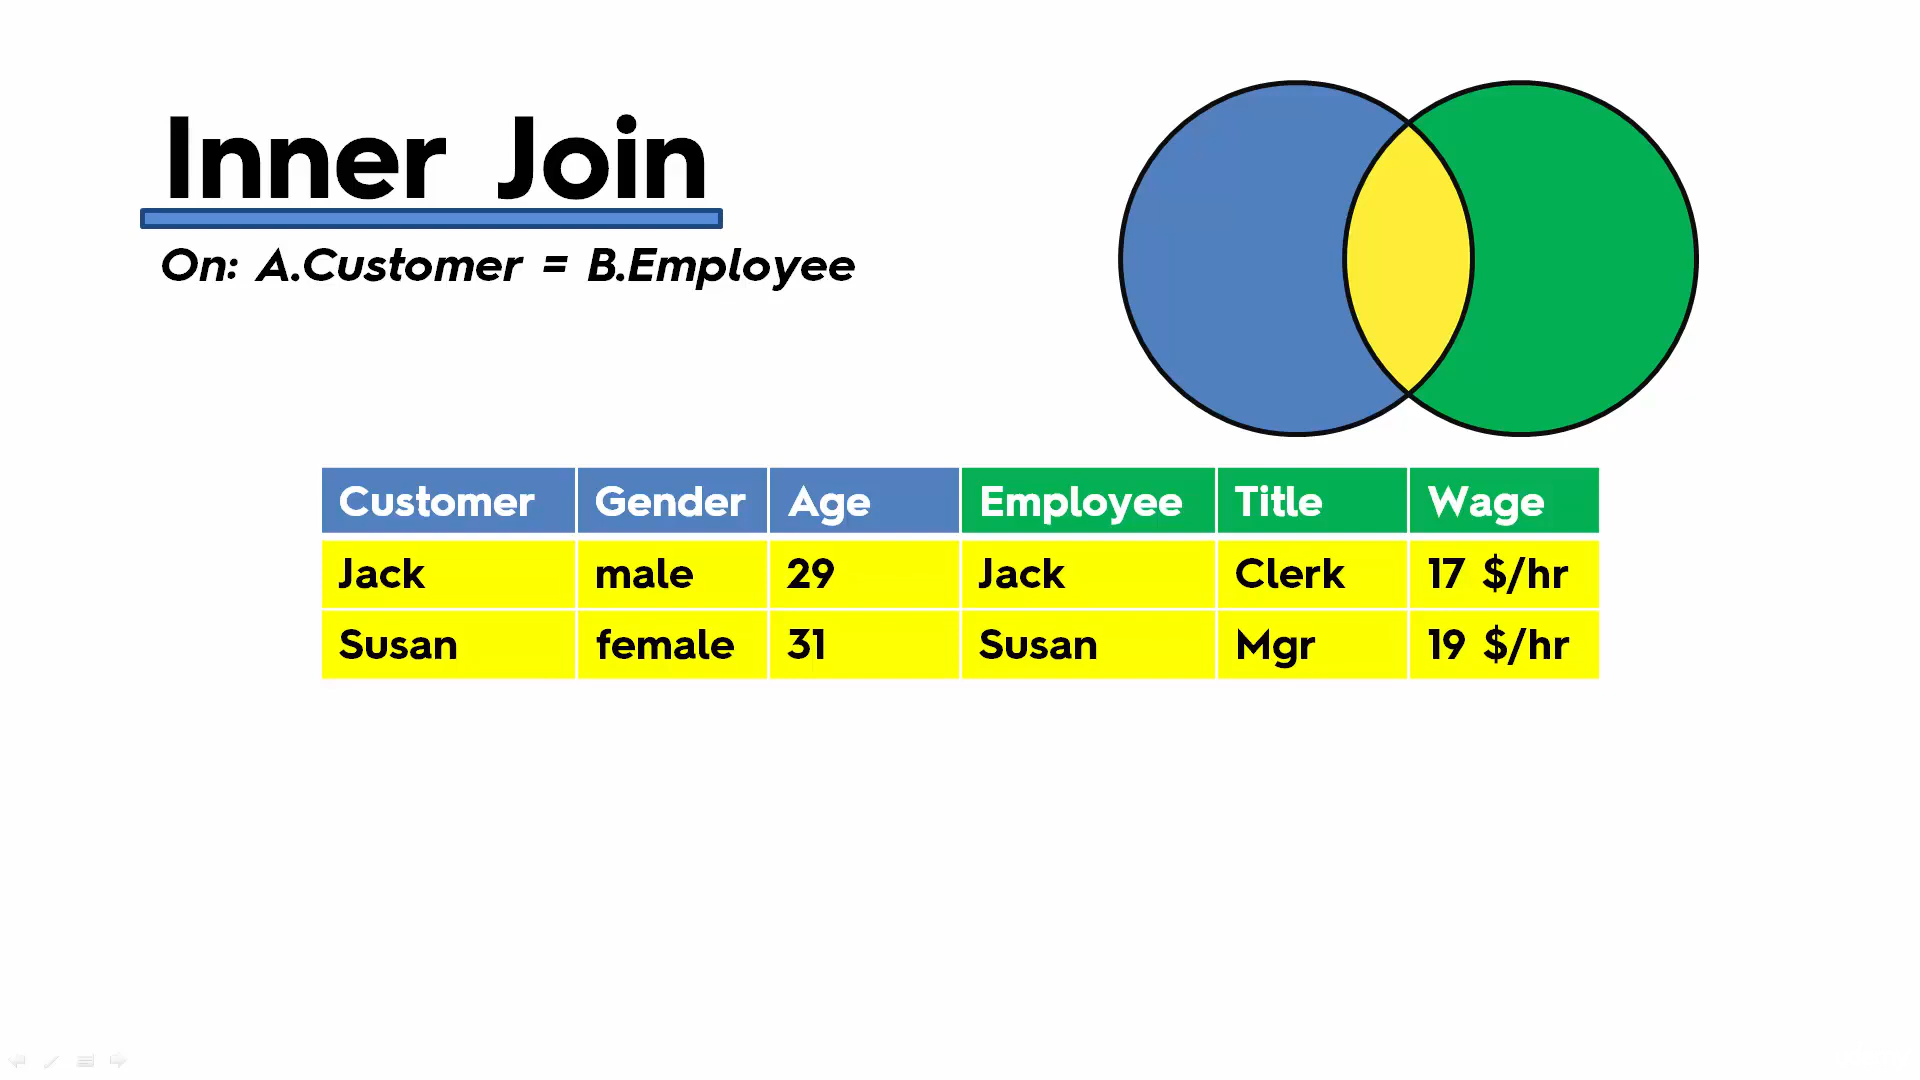 Inner Join
On: A.Customer = B.Employee
Customer Gender Age Employee Title Wage
Jack male 29 Jack Clerk 17 $/hr
Susan female 31 Susan Mgr 19 $/hr